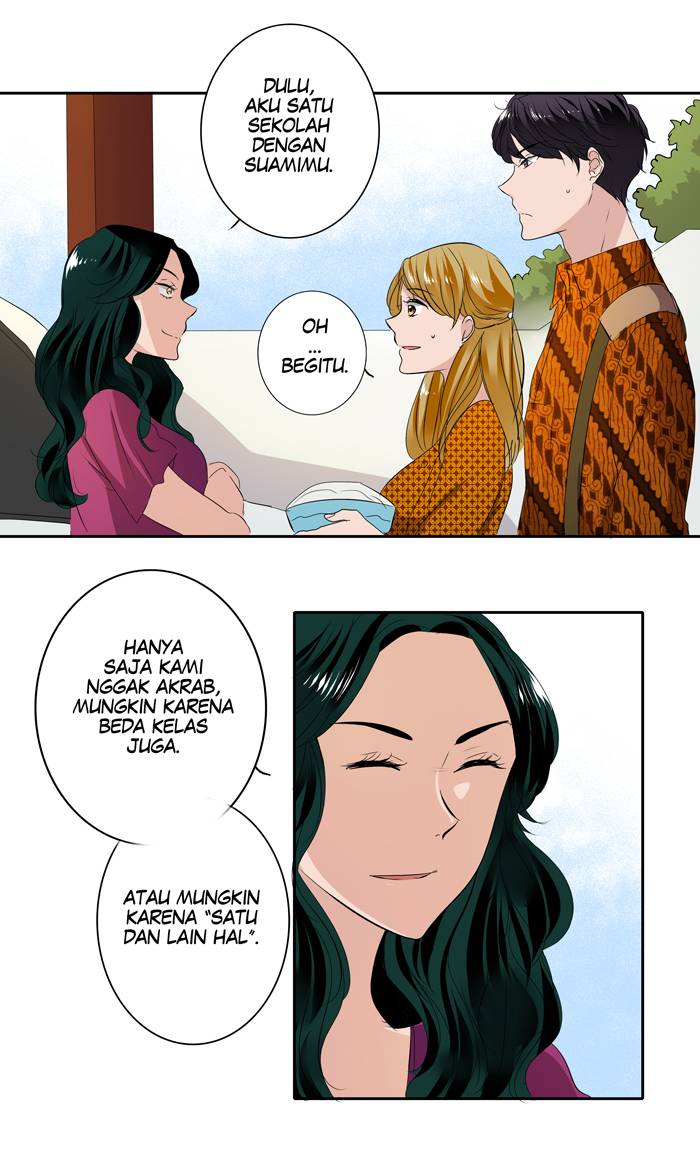 DULU,
AKU SATU
SEKOLAH
DENGAN
SUAMIMU.
OH
...
BEGITU.
HANYA
SAJA KAMI
NGGAK AKRAB,
MUNGKIN KARENA
BEDA KELAS
JUGA.
ATAU MUNGKIN
KARENA "SATU
DAN LAIN HAL".